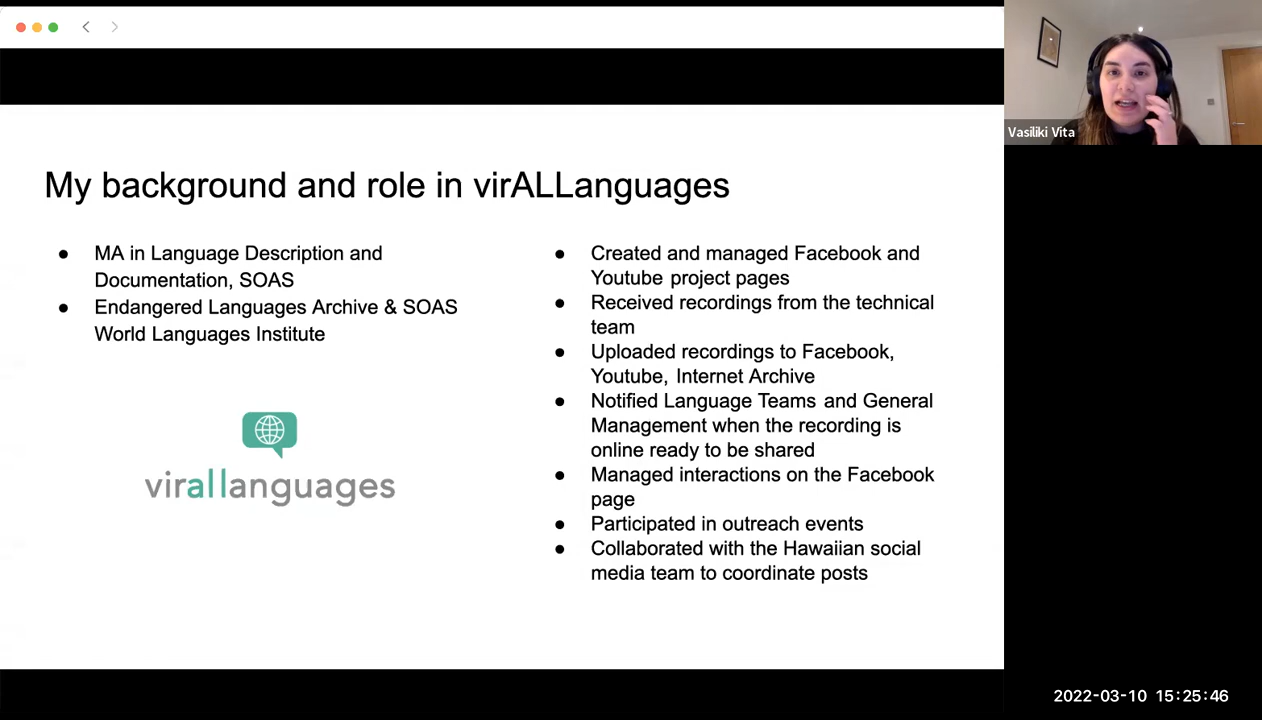 My background and role in virALLanguages
● MA in Language Description and
Documentation, SOAS
● Endangered Languages Archive & SOAS
World Languages Institute
virallanguages
● Created and managed Facebook and
Youtube project pages
● Received recordings from the technical
team
● Uploaded recordings to Facebook,
Youtube, Internet Archive
● Notified Language Teams and General
Management when the recording is
online ready to be shared
● Managed interactions on the Facebook
page
● Participated in outreach events
● Collaborated with the Hawaiian social
media team to coordinate posts
Vasiliki Vita
2022-03-10 15:25:46